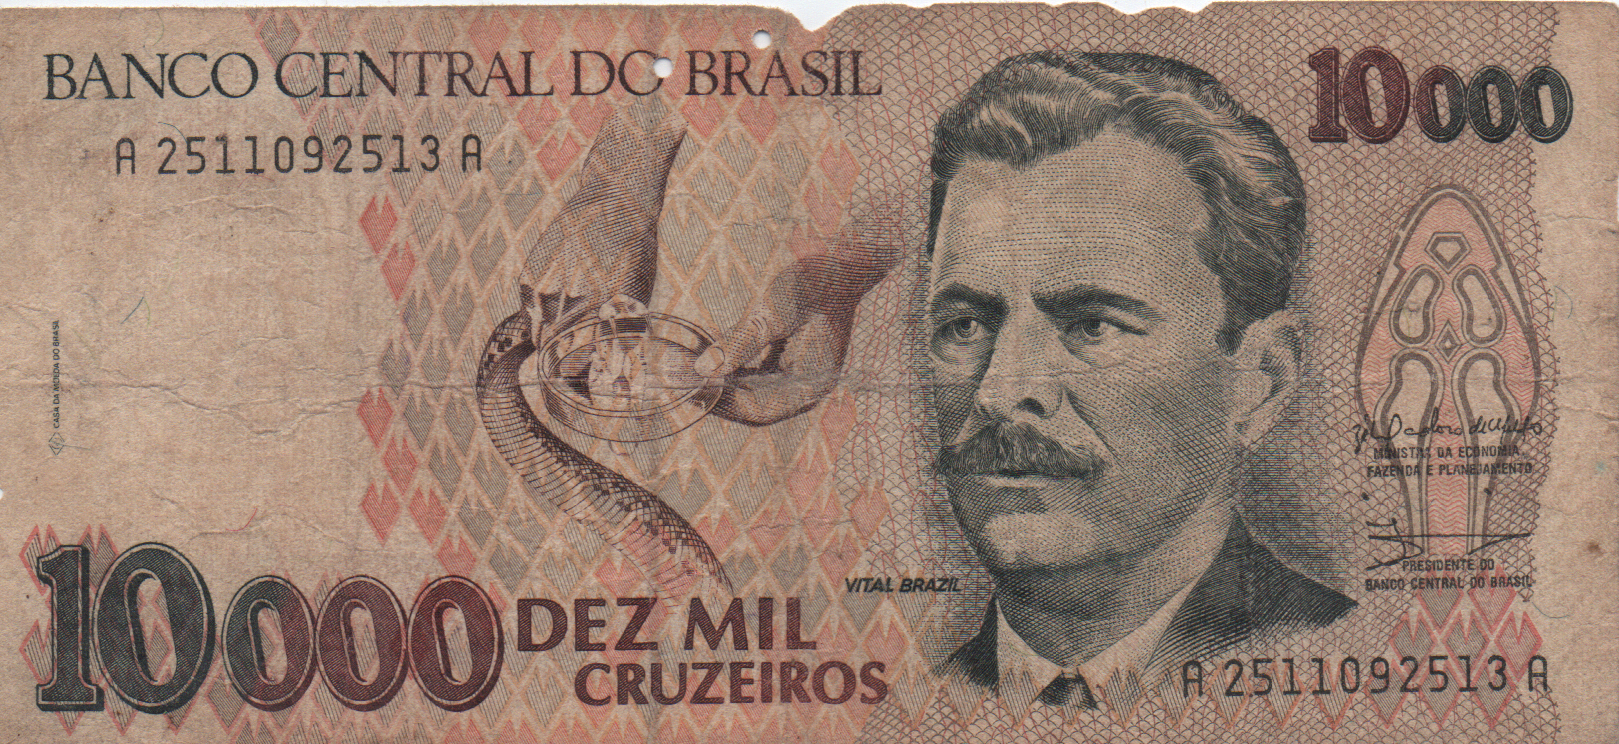 BANCO CENTRAL DO BRASIL
10000
A 2511092513 A
CASA DA MOEDA DO BRASIL
MINISTRA DA ECONOMIA,
FAZENDA E PLANEJAMENTO
PRESIDENTE DO
BANCO CENTRAL DO BRASIL
VITAL BRAZIL
10000
DEZ MIL
CRUZEIROS
A 2511092513 A